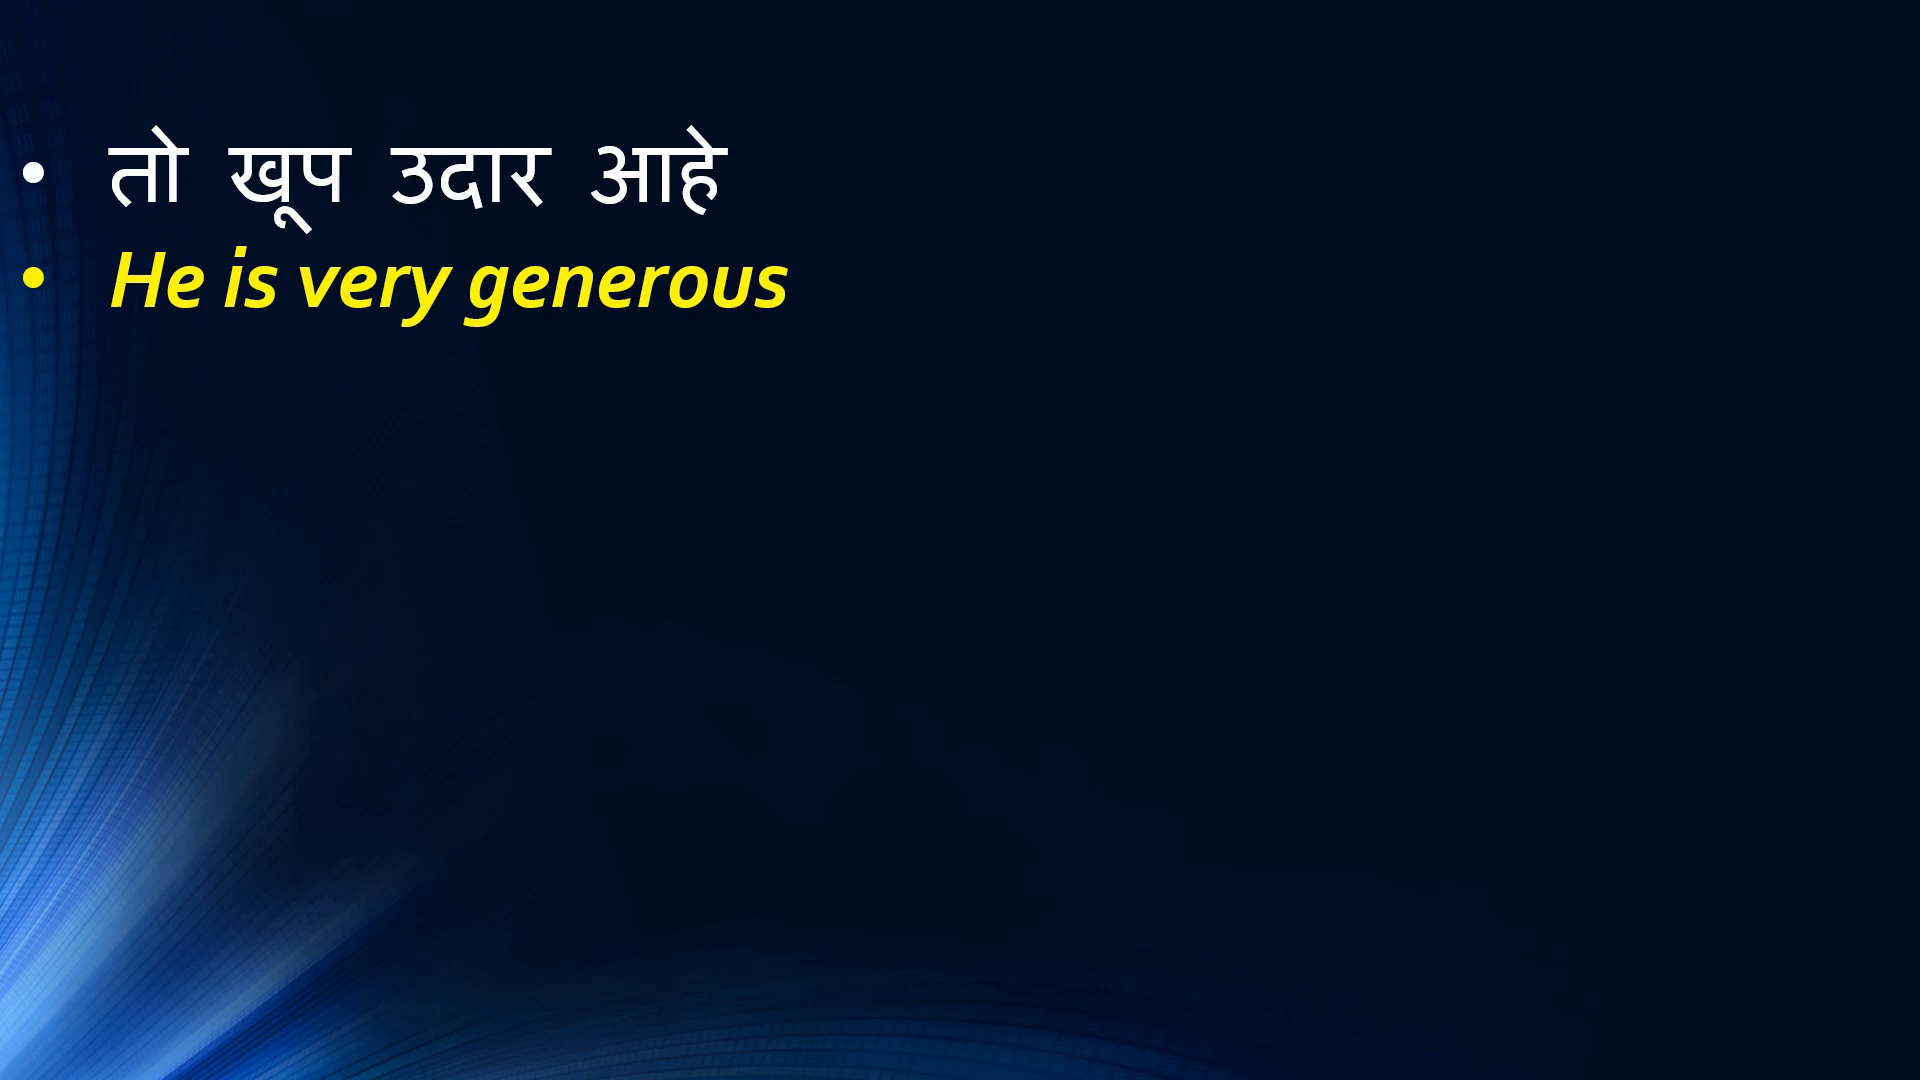 • तो खूप उदार आहे
• He is very generous